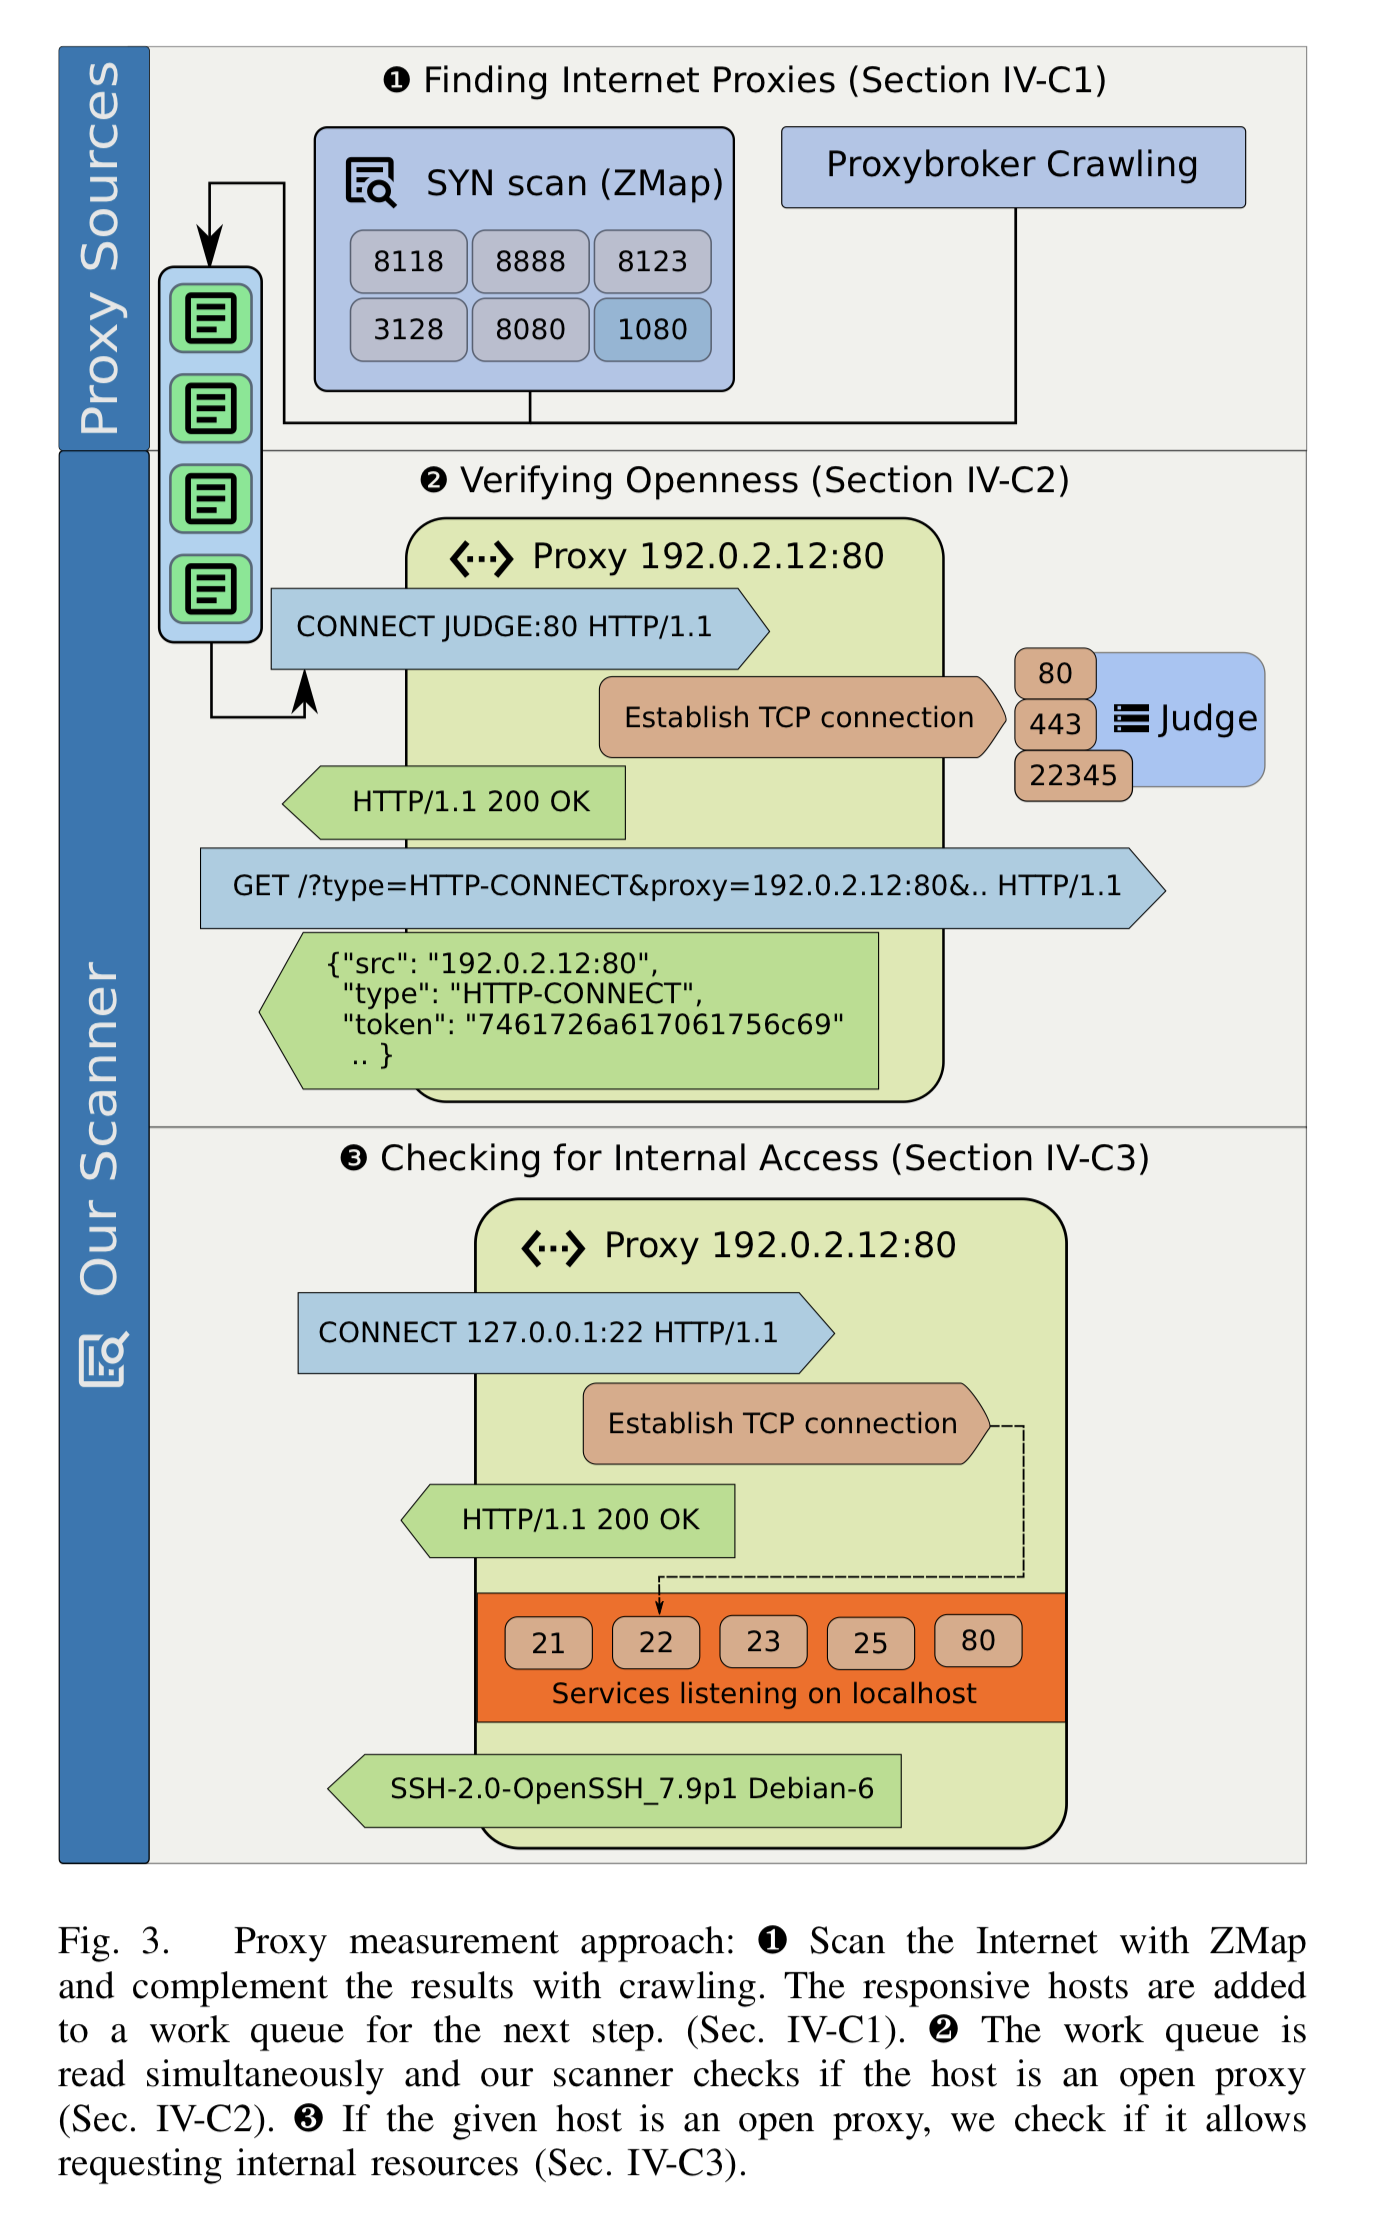 Proxy Sources
❶ Finding Internet Proxies (Section IV-C1)
SYN scan (ZMap)
8118 8888 8123
3128 8080 1080
Proxybroker Crawling
Our Scanner
❷ Verifying Openness (Section IV-C2)
Proxy 192.0.2.12:80
CONNECT JUDGE:80 HTTP/1.1
Establish TCP connection
80
443
22345
Judge
HTTP/1.1 200 OK
GET /?type=HTTP-CONNECT&proxy=192.0.2.12:80&.. HTTP/1.1
{"src": "192.0.2.12:80",
"type": "HTTP-CONNECT",
"token": "7461726a617061756c69"
.. }
❸ Checking for Internal Access (Section IV-C3)
Proxy 192.0.2.12:80
CONNECT 127.0.0.1:22 HTTP/1.1
Establish TCP connection
HTTP/1.1 200 OK
21 22 23 25 80
Services listening on localhost
SSH-2.0-OpenSSH_7.9p1 Debian-6
Fig. 3. Proxy measurement approach: ❶ Scan the Internet with ZMap
and complement the results with crawling. The responsive hosts are added
to a work queue for the next step. (Sec. IV-C1). ❷ The work queue is
read simultaneously and our scanner checks if the host is an open proxy
(Sec. IV-C2). ❸ If the given host is an open proxy, we check if it allows
requesting internal resources (Sec. IV-C3).